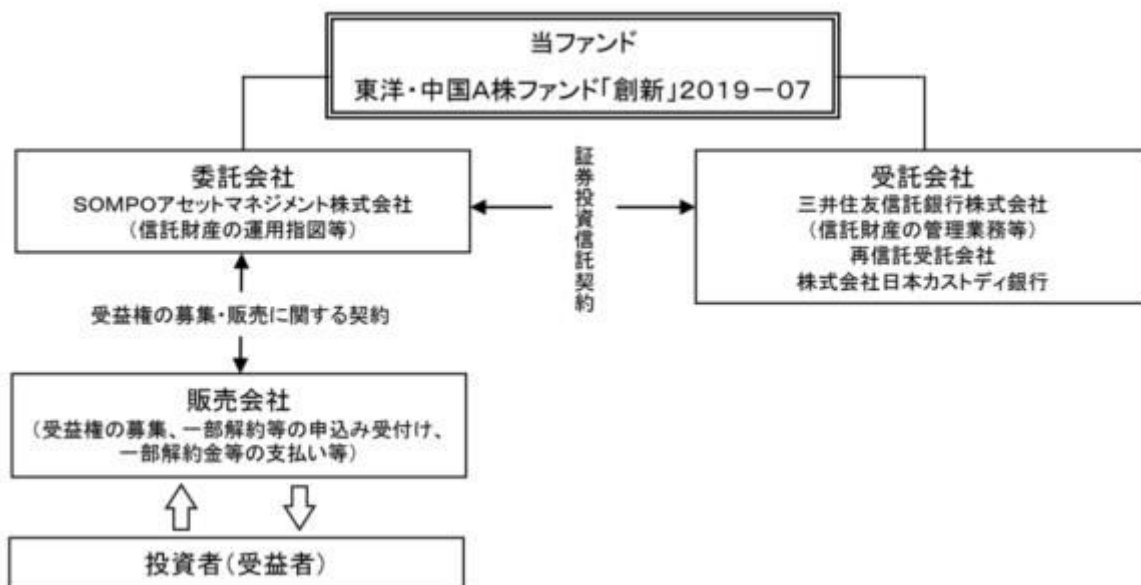 当ファンド
東洋・中国A株ファンド「創新」2019-07
委託会社
SOMPOアセットマネジメント株式会社
(信託財産の運用指図等)
証券投資信託契約
受託会社
三井住友信託銀行株式会社
(信託財産の管理業務等)
再信託受託会社
株式会社日本カストディ銀行
受益権の募集・販売に関する契約
販売会社
(受益権の募集、一部解約等の申込み受付け、
一部解約金等の支払い等)
投資者(受益者)